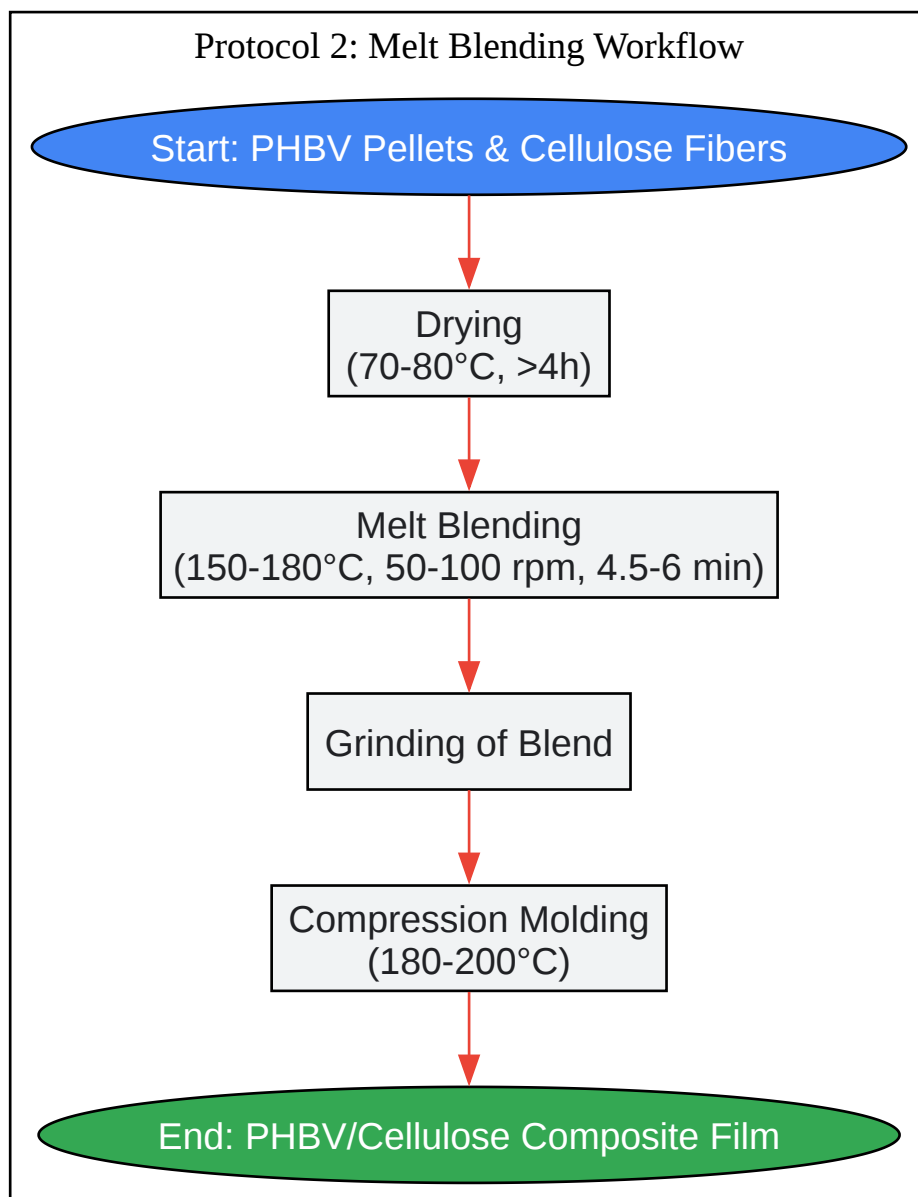 Protocol 2: Melt Blending Workflow
Start: PHBV Pellets & Cellulose Fibers
Drying
(70-80°C, >4h)
Melt Blending
(150-180°C, 50-100 rpm, 4.5-6 min)
Grinding of Blend
Compression Molding
(180-200°C)
End: PHBV/Cellulose Composite Film